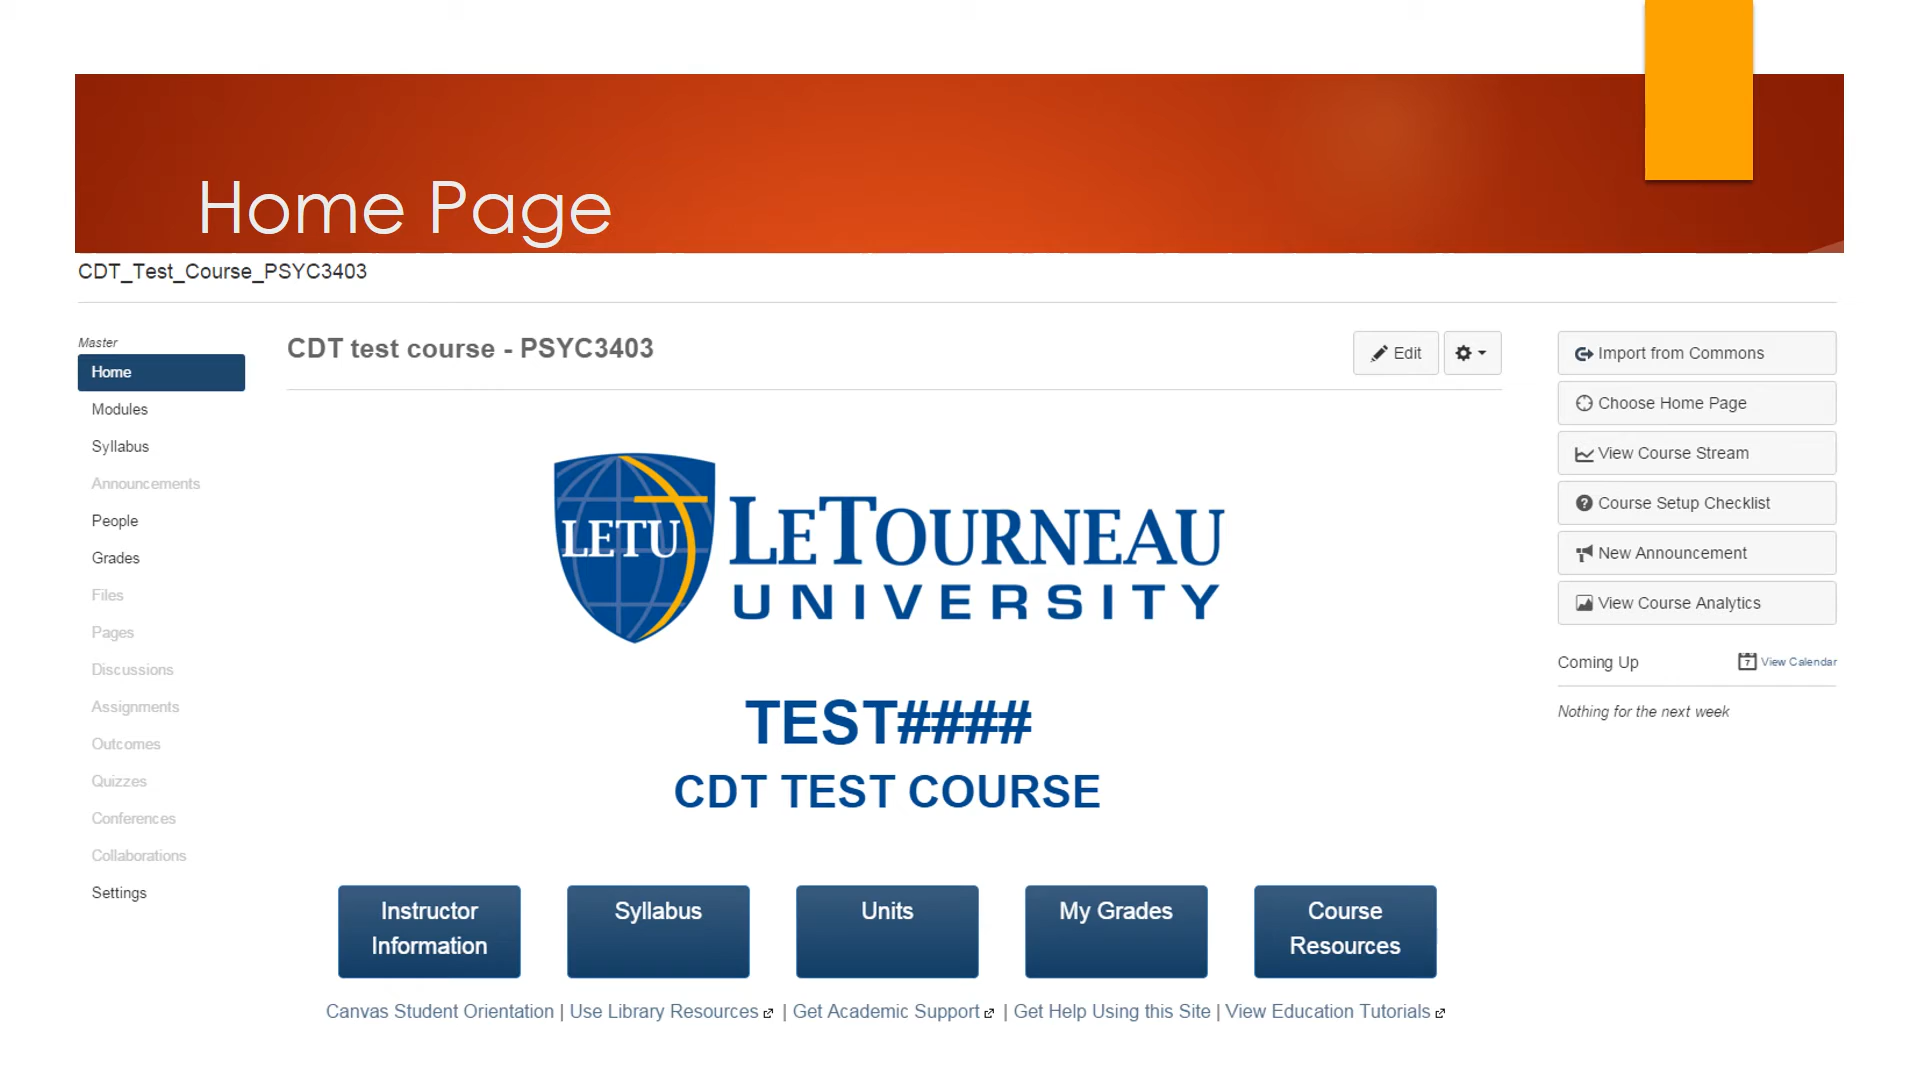 Home Page
CDT_Test_Course_PSYC3403
Master
Home
Modules
Syllabus
Announcements
People
Grades
Files
Pages
Discussions
Assignments
Outcomes
Quizzes
Conferences
Collaborations
Settings
CDT test course - PSYC3403
Edit
LETU
LETOURNEAU
UNIVERSITY
TEST####
CDT TEST COURSE
Instructor
Information
Syllabus
Units
My Grades
Course
Resources
Canvas Student Orientation | Use Library Resources | Get Academic Support | Get Help Using this Site | View Education Tutorials
Import from Commons
Choose Home Page
View Course Stream
Course Setup Checklist
New Announcement
View Course Analytics
Coming Up
7 View Calendar
Nothing for the next week